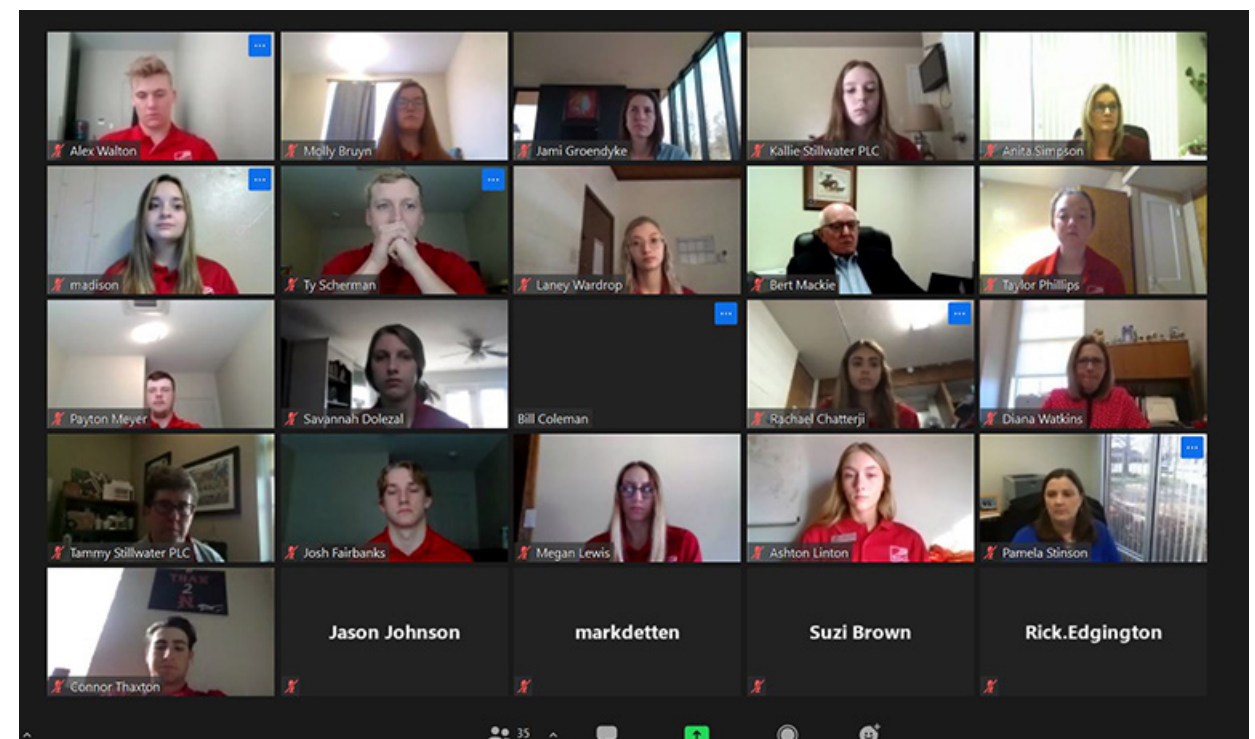 Alex Walton
Molly Bruyn
Jami Groendyke
Kallie Stillwater PLC
Anita Simpson
madison
Ty Scherman
Laney Wardrop
Bert Mackie
Taylor Phillips
Payton Meyer
Savannah Dolezal
Bill Coleman
Rachael Chatterji
Diana Watkins
Tammy Stillwater PLC
Josh Fairbanks
Megan Lewis
Ashton Linton
Pamela Stinson
THAX
2
N
Connor Thaxton
Jason Johnson
markdetten
Suzi Brown
Rick.Edgington
35